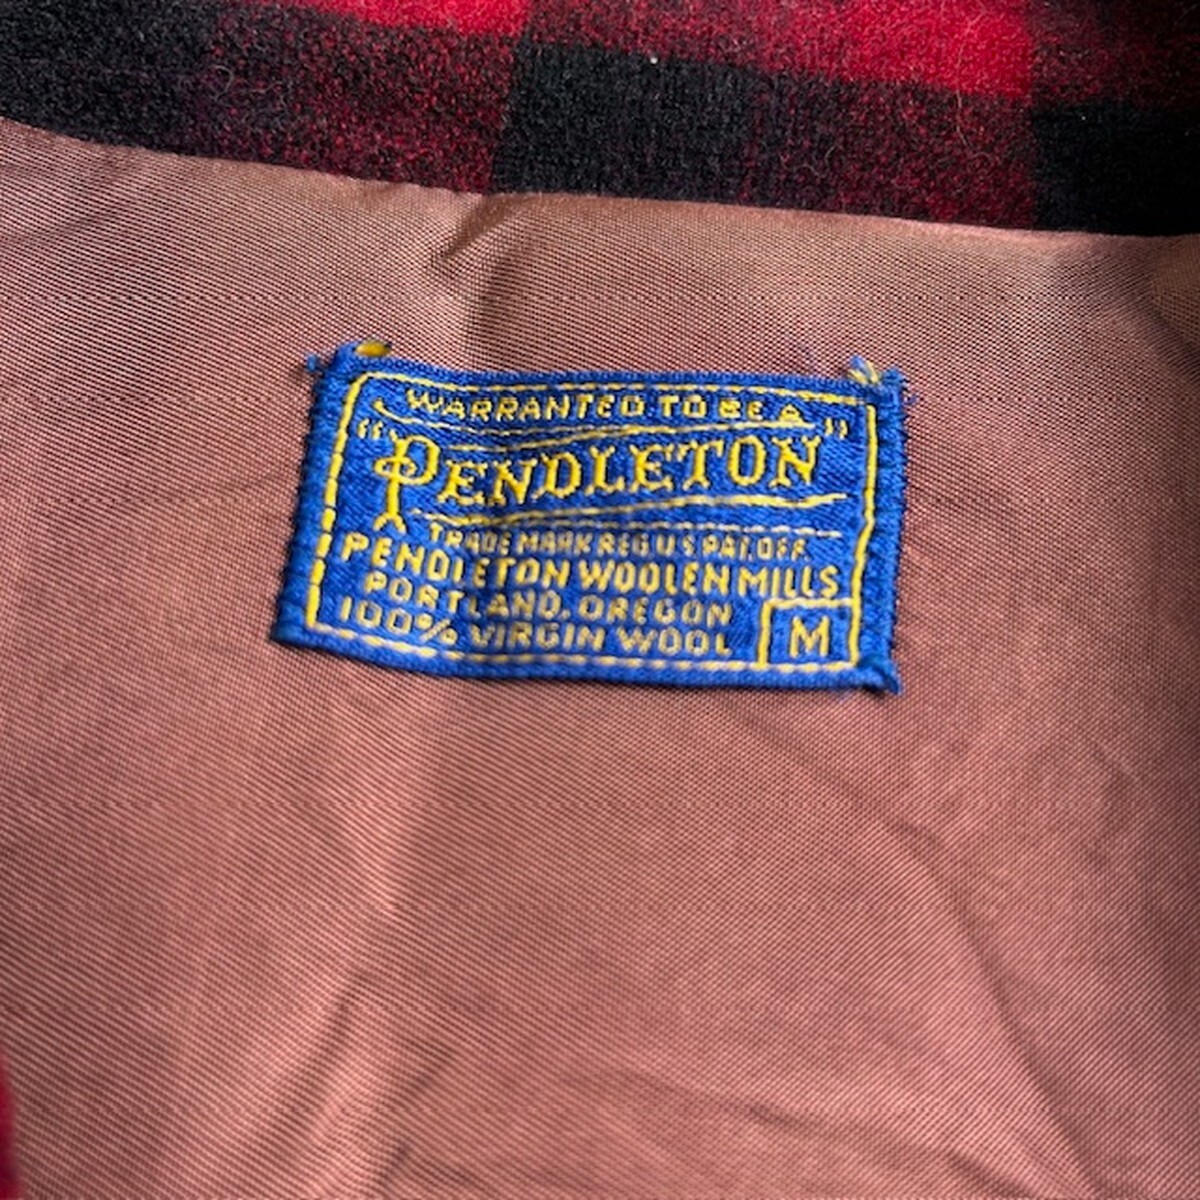 WARRANTED TO BE A
"PENDLETON"
TRADE MARK REG. U.S. PAT. OFF.
PENDLETON WOOLEN MILLS
PORTLAND, OREGON
100% VIRGIN WOOL
M